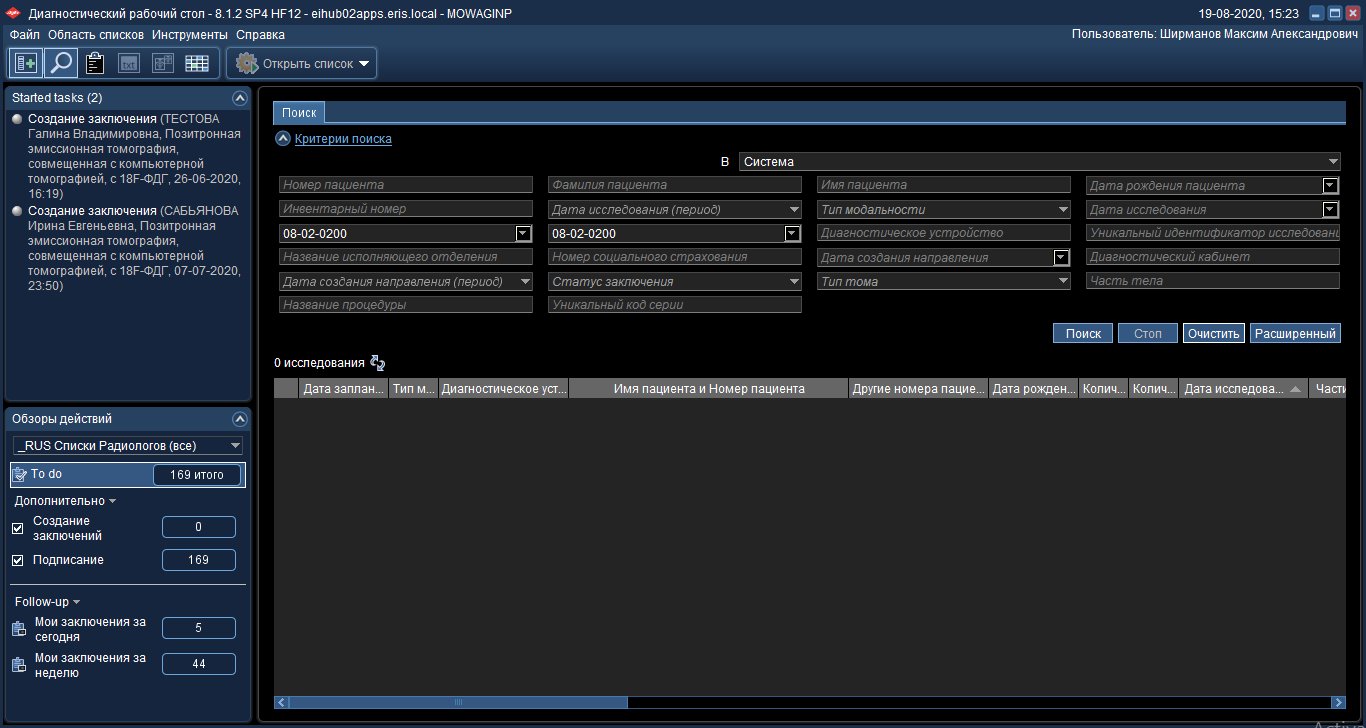 Диагностический рабочий стол - 8.1.2 SP4 HF12 - eihub02apps.eris.local - MOWAGINP
19-08-2020, 15:23
Файл Область списков Инструменты Справка
Пользователь: Ширманов Максим Александрович
txt
Открыть список
Started tasks (2)
Создание заключения (ТЕСТОВА
Галина Владимировна, Позитронная
эмиссионная томография,
совмещенная с компьютерной
томографией, с 18F-ФДГ, 26-06-2020,
16:19)
Создание заключения (САБЬЯНОВА
Ирина Евгеньевна, Позитронная
эмиссионная томография,
совмещенная с компьютерной
томографией, с 18F-ФДГ, 07-07-2020,
23:50)
Обзоры действий
_RUS Списки Радиологов (все)
To do 169 итого
Дополнительно
Создание
заключений
0
Подписание 169
Follow-up
Мои заключения за
сегодня
5
Мои заключения за
неделю
44
Поиск
Критерии поиска
В Система
Номер пациента Фамилия пациента Имя пациента Дата рождения пациента
Инвентарный номер Дата исследования (период) Тип модальности Дата исследования
08-02-0200 08-02-0200 Диагностическое устройство Уникальный идентификатор исследовани
Название исполняющего отделения Номер социального страхования Дата создания направления Диагностический кабинет
Дата создания направления (период) Статус заключения Тип тома Часть тела
Название процедуры Уникальный код серии
Поиск Стоп Очистить Расширенный
0 исследования
Дата заплан... Тип м... Диагностическое уст... Имя пациента и Номер пациента Другие номера пацие... Дата рожден... Колич... Колич... Дата исследова... Части